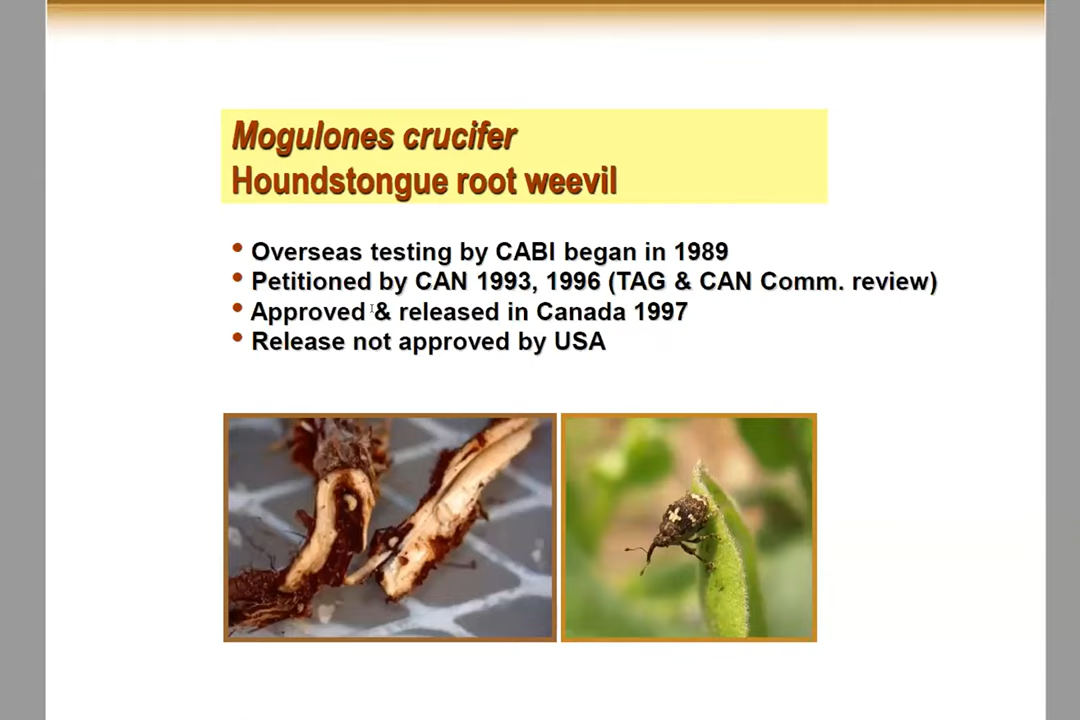 Mogulones crucifer
Houndstongue root weevil
• Overseas testing by CABI began in 1989
• Petitioned by CAN 1993, 1996 (TAG & CAN Comm. review)
• Approved & released in Canada 1997
• Release not approved by USA